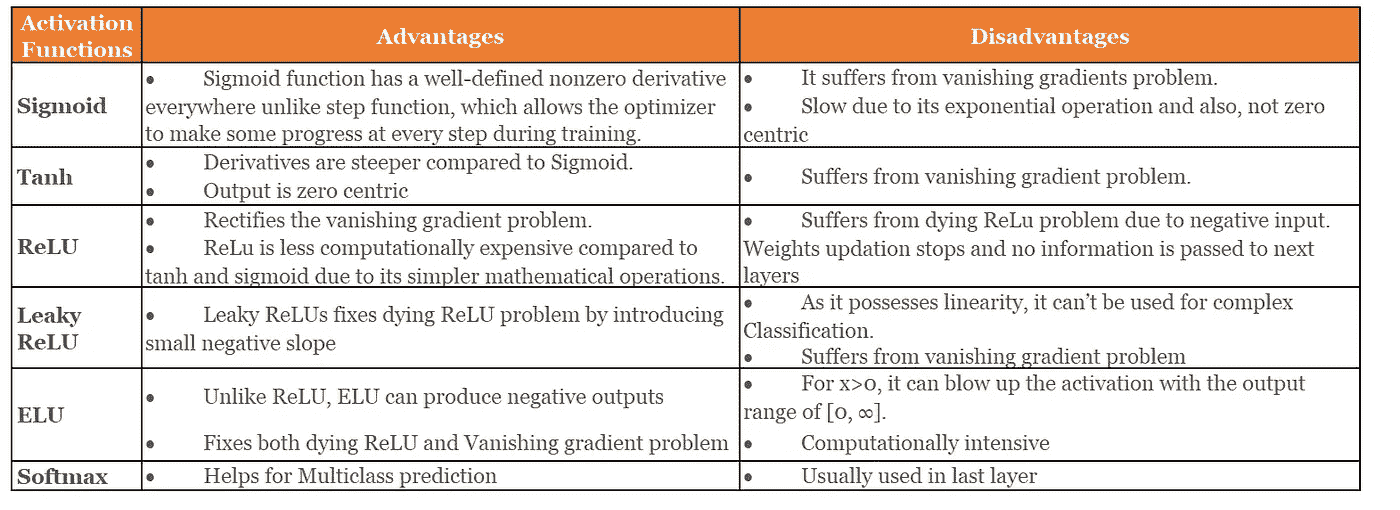 Activation Functions	Advantages	Disadvantages
Sigmoid
• Sigmoid function has a well-defined nonzero derivative
everywhere unlike step function, which allows the optimizer
to make some progress at every step during training.
• It suffers from vanishing gradients problem.
• Slow due to its exponential operation and also, not zero
centric
Tanh
• Derivatives are steeper compared to Sigmoid.
• Output is zero centric
• Suffers from vanishing gradient problem.
ReLU
• Rectifies the vanishing gradient problem.
• ReLu is less computationally expensive compared to
tanh and sigmoid due to its simpler mathematical operations.
• Suffers from dying ReLu problem due to negative input.
Weights updation stops and no information is passed to next
layers
Leaky
ReLU
• Leaky ReLUs fixes dying ReLU problem by introducing
small negative slope
• As it possesses linearity, it can’t be used for complex
Classification.
• Suffers from vanishing gradient problem
ELU
• Unlike ReLU, ELU can produce negative outputs
• Fixes both dying ReLU and Vanishing gradient problem
• For x>0, it can blow up the activation with the output
range of [0, ∞].
• Computationally intensive
Softmax
• Helps for Multiclass prediction
• Usually used in last layer